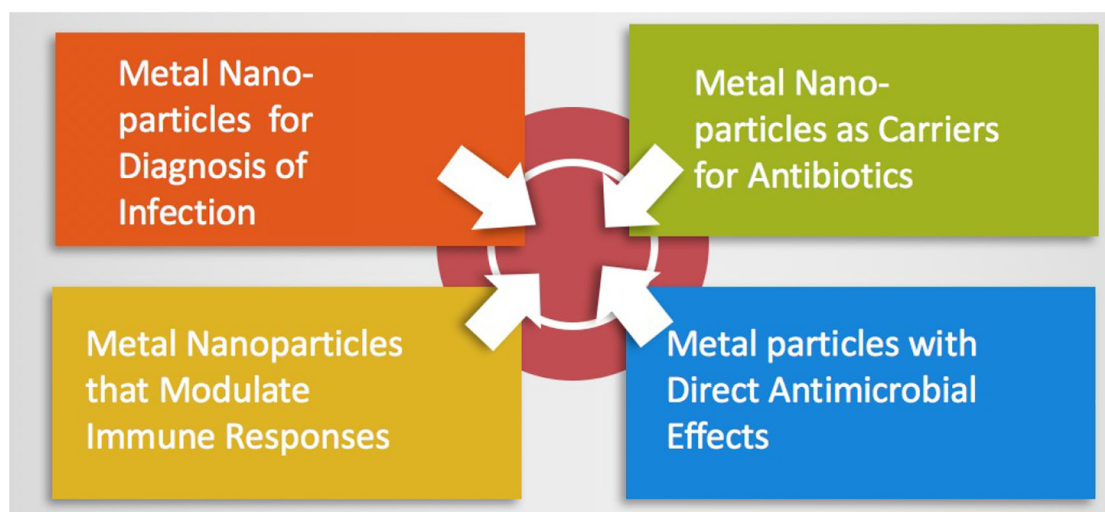 Metal Nano-
particles for
Diagnosis of
Infection
Metal Nano-
particles as Carriers
for Antibiotics
Metal Nanoparticles
that Modulate
Immune Responses
Metal particles with
Direct Antimicrobial
Effects